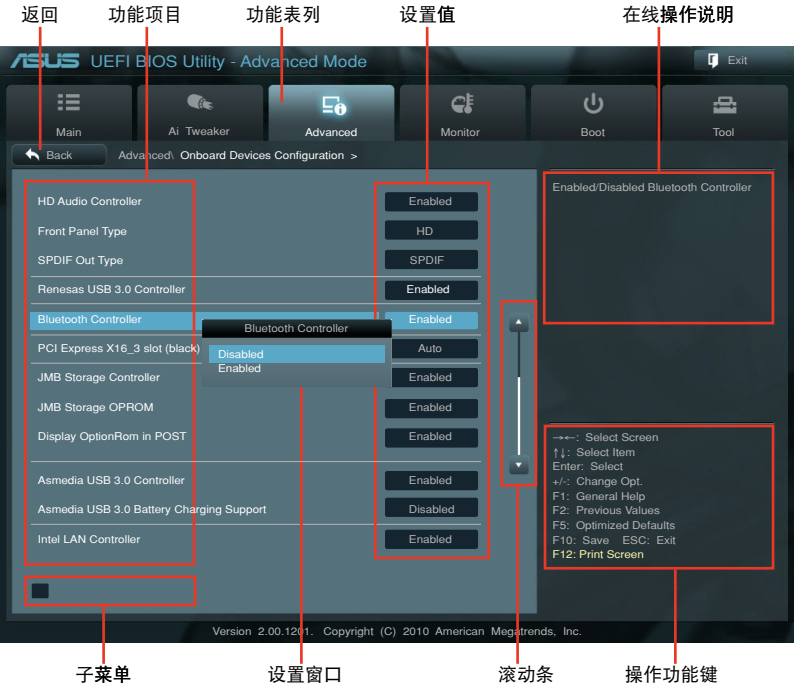 返回 功能项目 功能表列 设置值 在线操作说明
ASUS UEFI BIOS Utility - Advanced Mode Exit
Main Ai Tweaker Advanced Monitor Boot Tool
Back Advanced\ Onboard Devices Configuration >
Enabled/Disabled Bluetooth Controller
HD Audio Controller Enabled
Front Panel Type HD
SPDIF Out Type SPDIF
Renesas USB 3.0 Controller Enabled
Bluetooth Controller Enabled
Bluetooth Controller
Disabled
Enabled
PCI Express X16_3 slot (black) Auto
JMB Storage Controller Enabled
JMB Storage OPROM Enabled
Display OptionRom in POST Enabled
Asmedia USB 3.0 Controller Enabled
Asmedia USB 3.0 Battery Charging Support Disabled
Intel LAN Controller Enabled
→←: Select Screen
↑↓: Select Item
Enter: Select
+/-: Change Opt.
F1: General Help
F2: Previous Values
F5: Optimized Defaults
F10: Save ESC: Exit
F12: Print Screen
Version 2.00.1201. Copyright (C) 2010 American Megatrends, Inc.
子菜单 设置窗口 滚动条 操作功能键